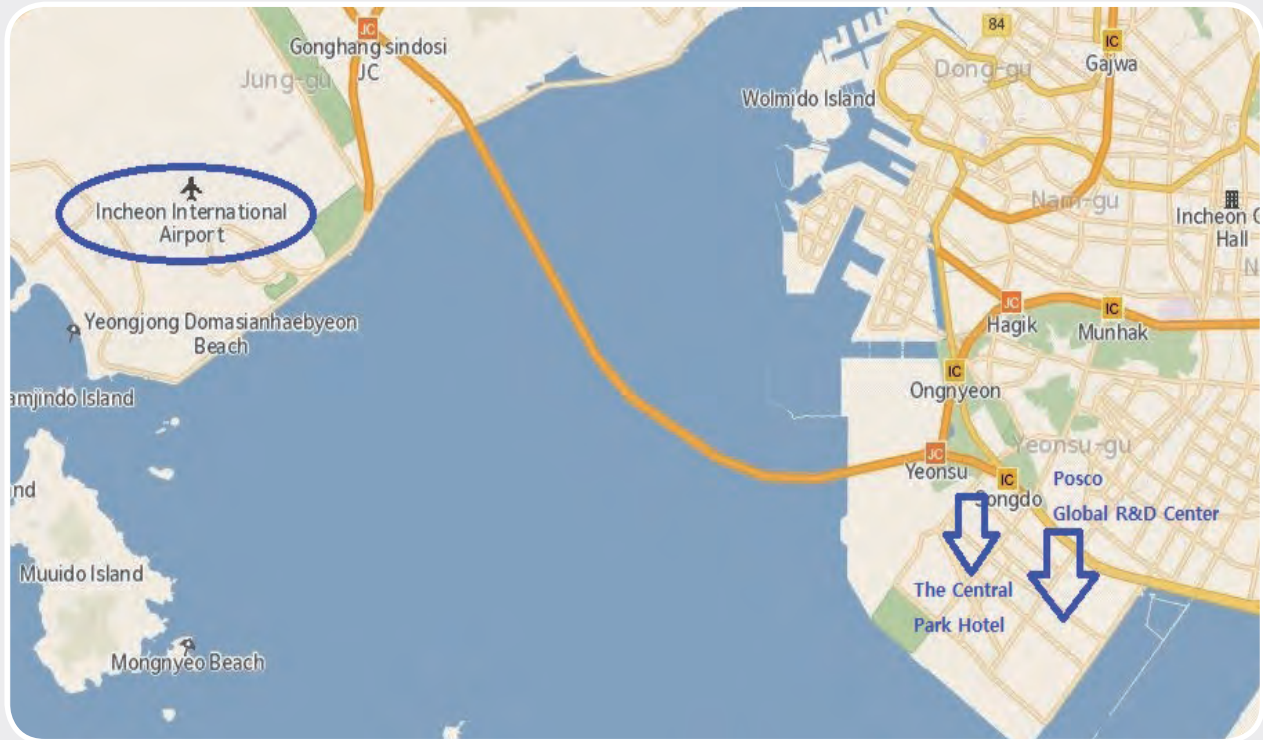 JC
Gonghang sindosi
JC
Jung-gu
84
IC
Gajwa
Dong-gu
Wolmido Island
Incheon International
Airport
Nam-gu
Incheon
Hall
Yeongjong Domasianhaebyeon
Beach
JC
Hagik
IC
Munhak
amjindo Island
IC
Ongnyeon
Yeonsu-gu
JC
Yeonsu
IC
Songdo
Posco
Global R&D Center
nd
Muuido Island
The Central
Park Hotel
Mongnyeo Beach